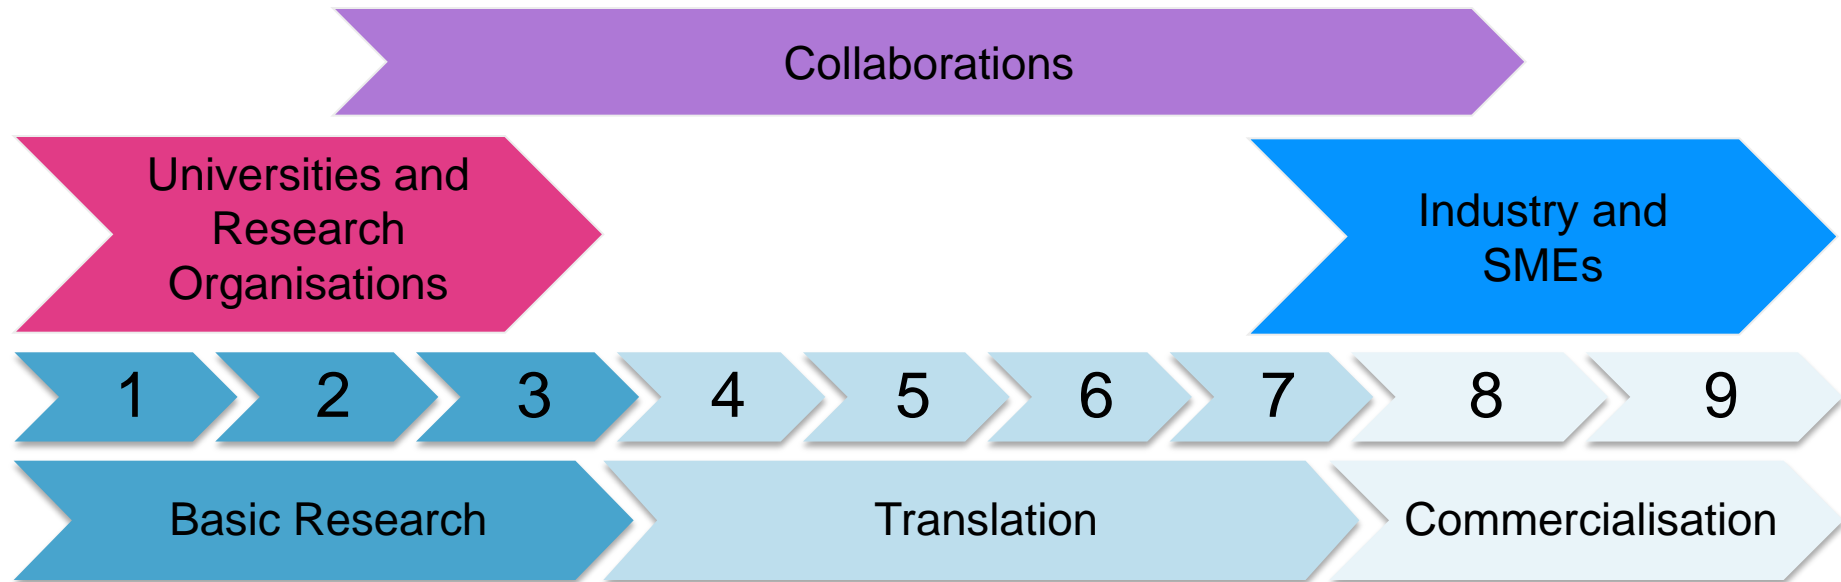 Collaborations
Universities and
Research
Organisations
Industry and
SMEs
1 2 3 4 5 6 7 8 9
Basic Research
Translation
Commercialisation